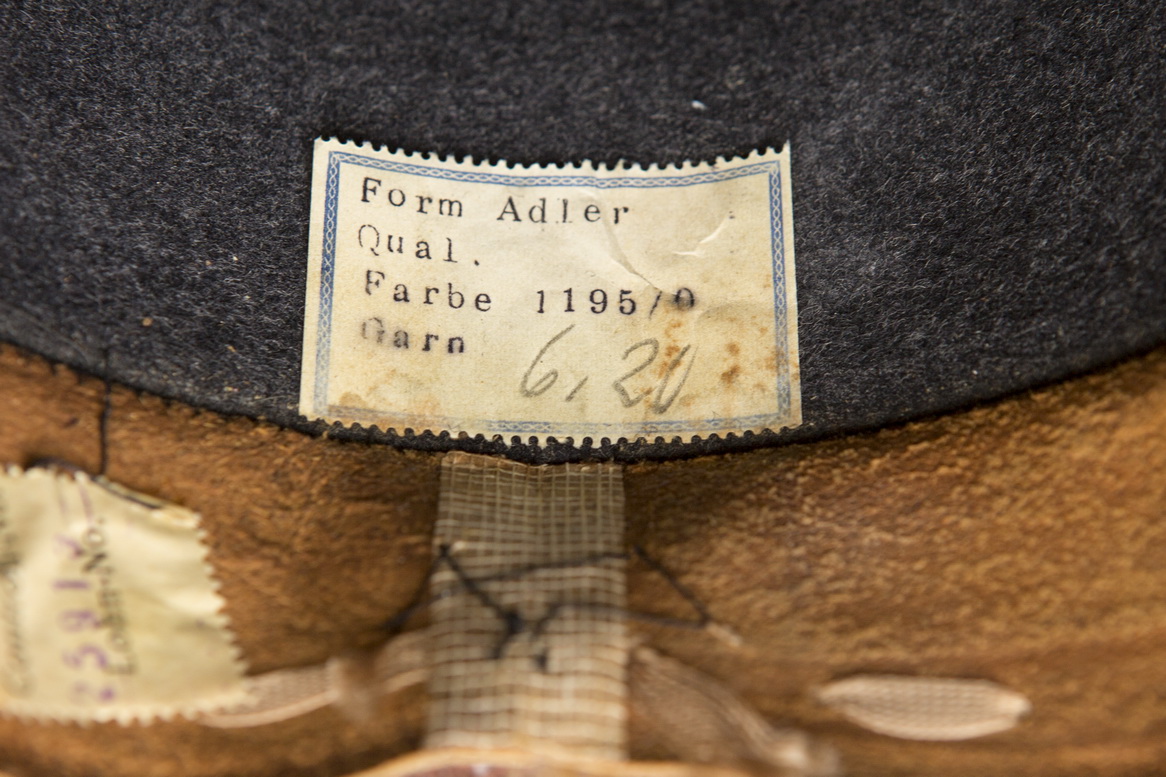 Form Adler
Qual.
Farbe 1195/0
Garn
6,20